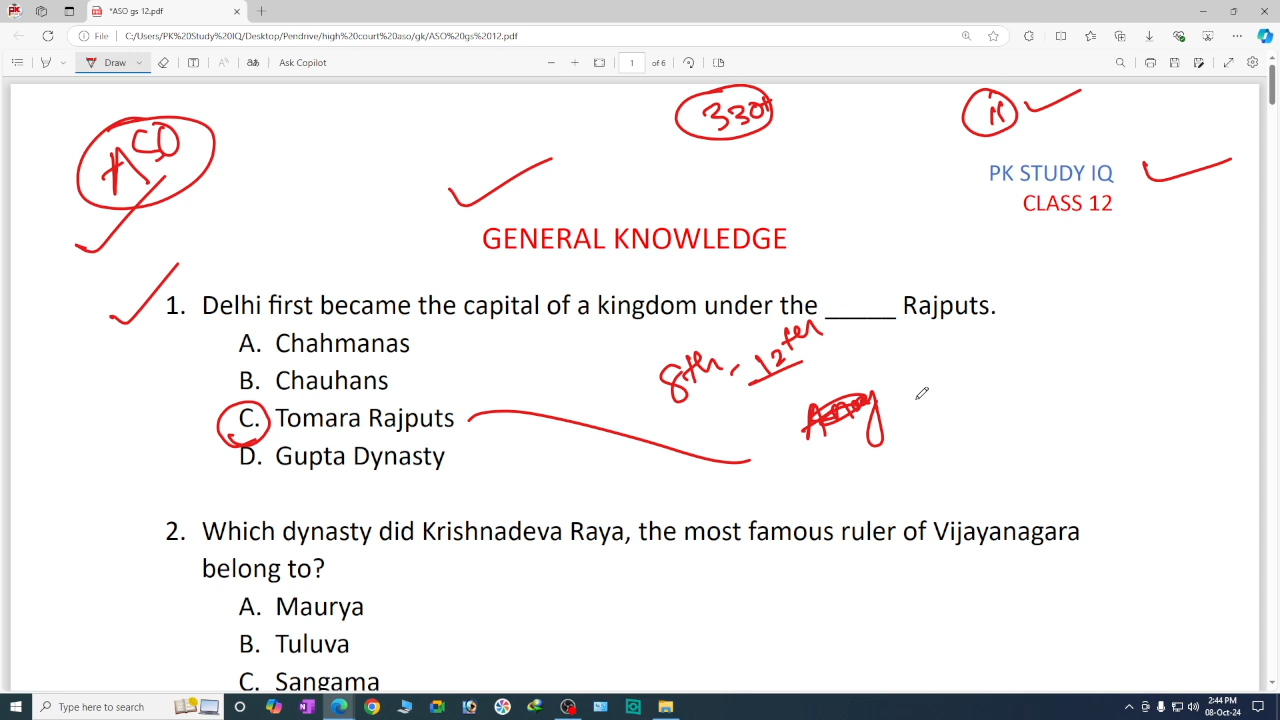 *ASO gs 12.pdf
File C:/Users/PK%20Study%20IQ/Desktop/Pendrive/high%20court%20aso/gk/ASO%20gs%2012.pdf
Draw Ask Copilot 1 of 6
330+
ASO
PK STUDY IQ
CLASS 12
GENERAL KNOWLEDGE
1. Delhi first became the capital of a kingdom under the _____ Rajputs.
A. Chahmanas
B. Chauhans
8th, 12th
C. Tomara Rajputs
D. Gupta Dynasty
2. Which dynasty did Krishnadeva Raya, the most famous ruler of Vijayanagara
belong to?
A. Maurya
B. Tuluva
C. Sangama
Type here to search
2:44 PM
08-Oct-24